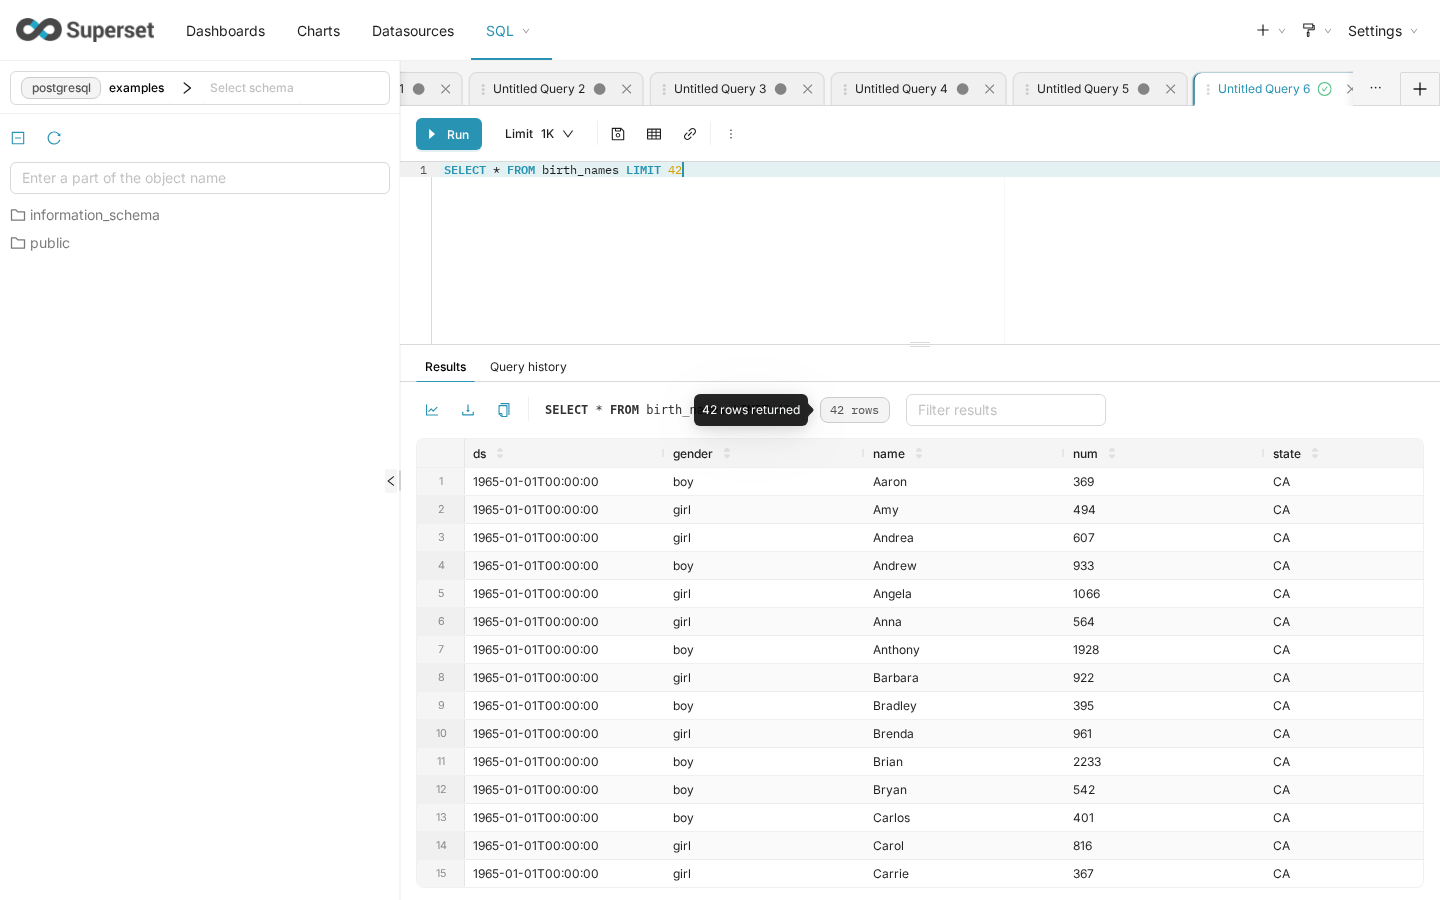 Superset Dashboards Charts Datasources SQL Settings
postgresql examples Select schema
1 Untitled Query 2 Untitled Query 3 Untitled Query 4 Untitled Query 5 Untitled Query 6 ...
Run Limit 1K
Enter a part of the object name
information_schema
public
1 SELECT * FROM birth_names LIMIT 42
Results Query history
SELECT * FROM birth_n 42 rows returned 42 rows Filter results
ds gender name num state
1 1965-01-01T00:00:00 boy Aaron 369 CA
2 1965-01-01T00:00:00 girl Amy 494 CA
3 1965-01-01T00:00:00 girl Andrea 607 CA
4 1965-01-01T00:00:00 boy Andrew 933 CA
5 1965-01-01T00:00:00 girl Angela 1066 CA
6 1965-01-01T00:00:00 girl Anna 564 CA
7 1965-01-01T00:00:00 boy Anthony 1928 CA
8 1965-01-01T00:00:00 girl Barbara 922 CA
9 1965-01-01T00:00:00 boy Bradley 395 CA
10 1965-01-01T00:00:00 girl Brenda 961 CA
11 1965-01-01T00:00:00 boy Brian 2233 CA
12 1965-01-01T00:00:00 boy Bryan 542 CA
13 1965-01-01T00:00:00 boy Carlos 401 CA
14 1965-01-01T00:00:00 girl Carol 816 CA
15 1965-01-01T00:00:00 girl Carrie 367 CA